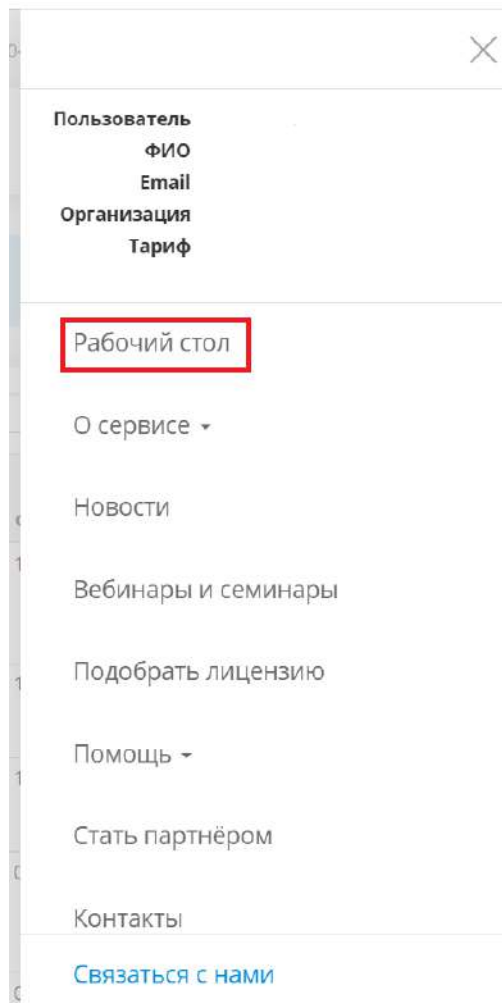 Пользователь
ФИО
Email
Организация
Тариф
Рабочий стол
О сервисе
Новости
Вебинары и семинары
Подобрать лицензию
Помощь
Стать партнёром
Контакты
Связаться с нами